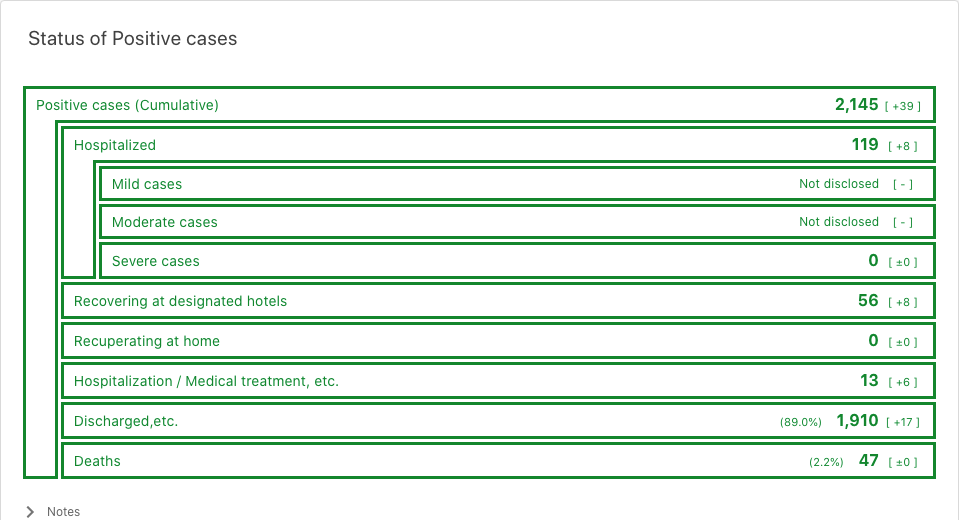 Status of Positive cases
Positive cases (Cumulative) 2,145 [ +39 ]
Hospitalized 119 [ +8 ]
Mild cases Not disclosed [ - ]
Moderate cases Not disclosed [ - ]
Severe cases 0 [ ±0 ]
Recovering at designated hotels 56 [ +8 ]
Recuperating at home 0 [ ±0 ]
Hospitalization / Medical treatment, etc. 13 [ +6 ]
Discharged,etc. (89.0%) 1,910 [ +17 ]
Deaths (2.2%) 47 [ ±0 ]
Notes